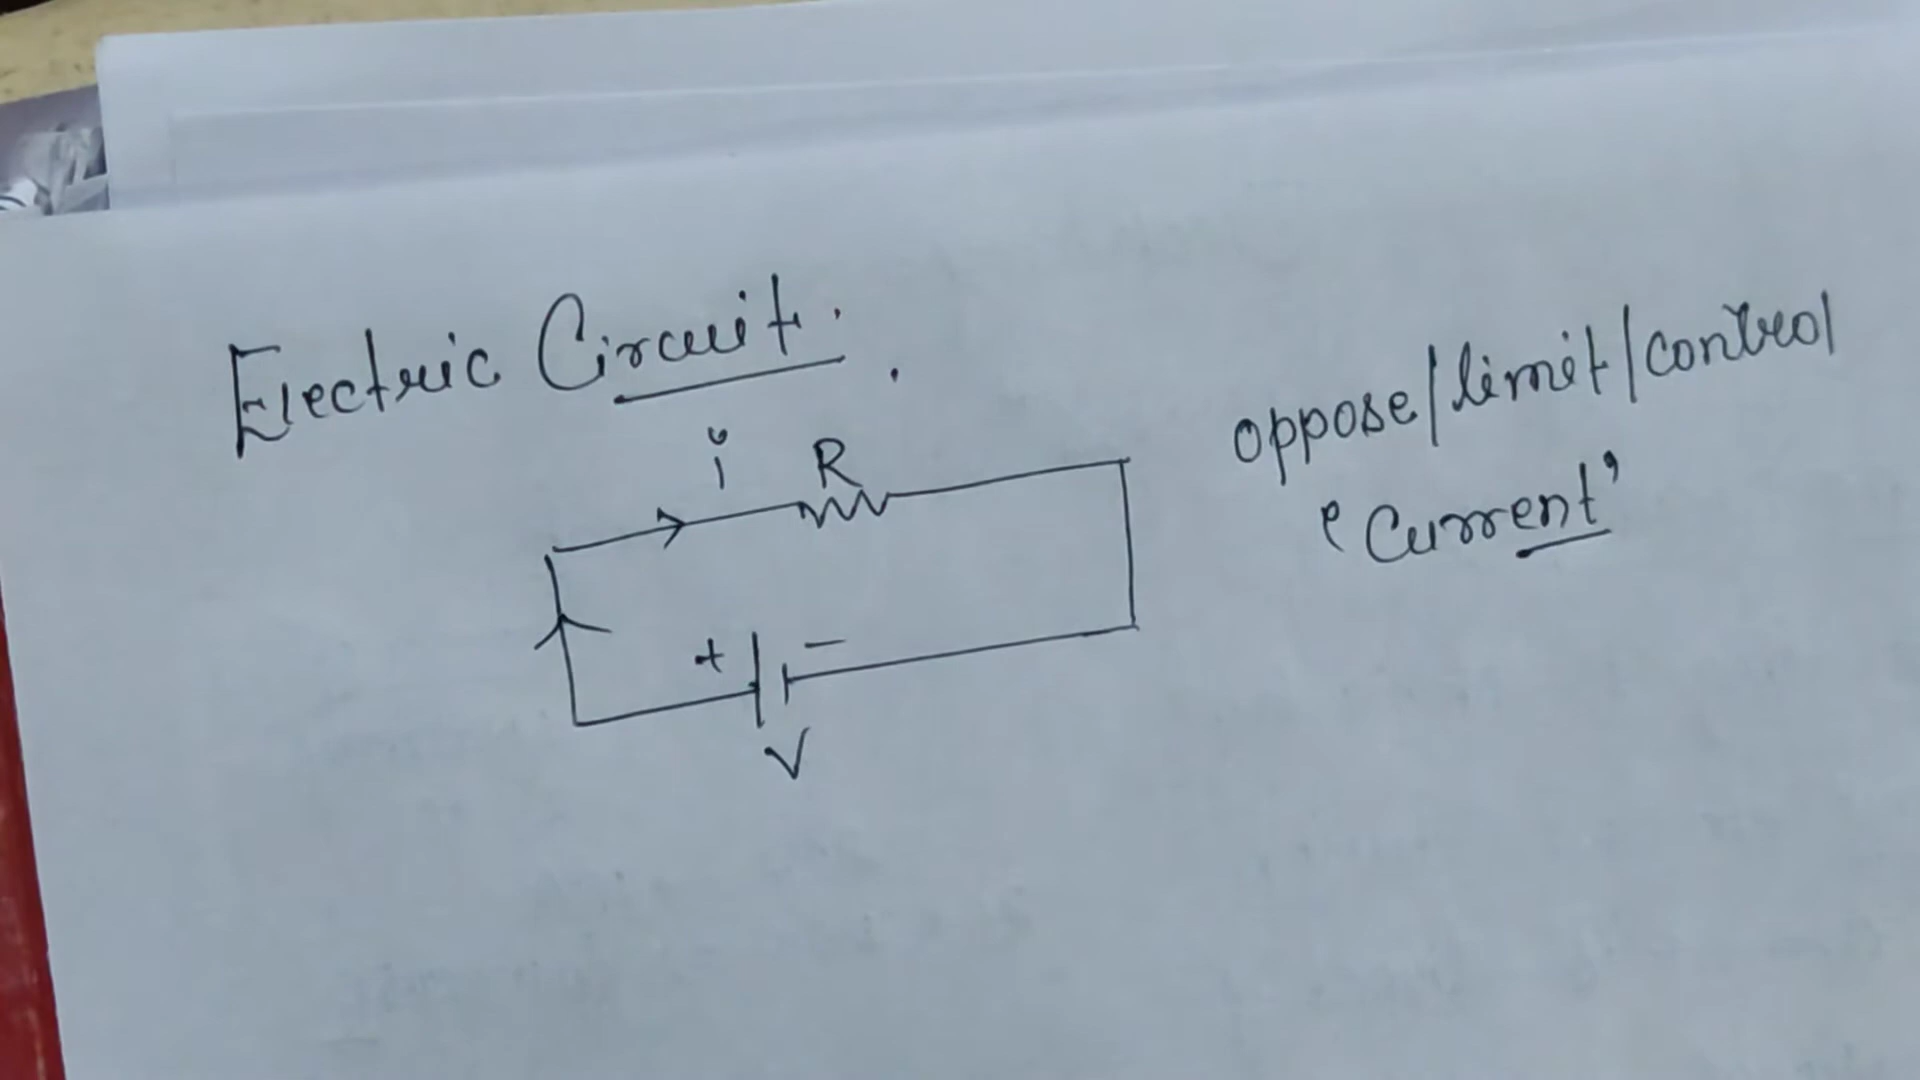 Electric Circuit.
i R
+ -
V
oppose/limit/control
'Current'